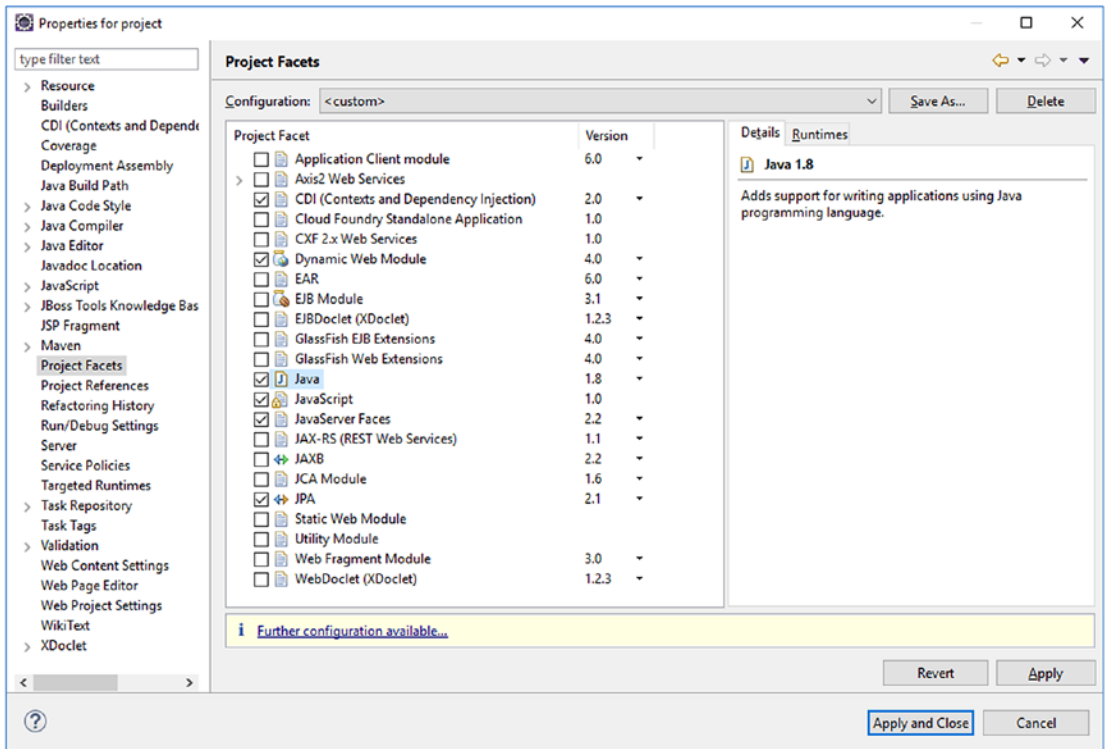 Properties for project
type filter text
Resource
Builders
CDI (Contexts and Depende
Coverage
Deployment Assembly
Java Build Path
Java Code Style
Java Compiler
Java Editor
Javadoc Location
JavaScript
JBoss Tools Knowledge Bas
JSP Fragment
Maven
Project Facets
Project References
Refactoring History
Run/Debug Settings
Server
Service Policies
Targeted Runtimes
Task Repository
Task Tags
Validation
Web Content Settings
Web Page Editor
Web Project Settings
WikiText
XDoclet
Project Facets
Configuration: <custom> Save As... Delete
Project Facet Version
Application Client module 6.0
Axis2 Web Services
CDI (Contexts and Dependency Injection) 2.0
Cloud Foundry Standalone Application 1.0
CXF 2.x Web Services 1.0
Dynamic Web Module 4.0
EAR 6.0
EJB Module 3.1
EJBDoclet (XDoclet) 1.2.3
GlassFish EJB Extensions 4.0
GlassFish Web Extensions 4.0
Java 1.8
JavaScript 1.0
JavaServer Faces 2.2
JAX-RS (REST Web Services) 1.1
JAXB 2.2
JCA Module 1.6
JPA 2.1
Static Web Module
Utility Module
Web Fragment Module 3.0
WebDoclet (XDoclet) 1.2.3
Details Runtimes
Java 1.8
Adds support for writing applications using Java
programming language.
Further configuration available...
Revert Apply
Apply and Close Cancel